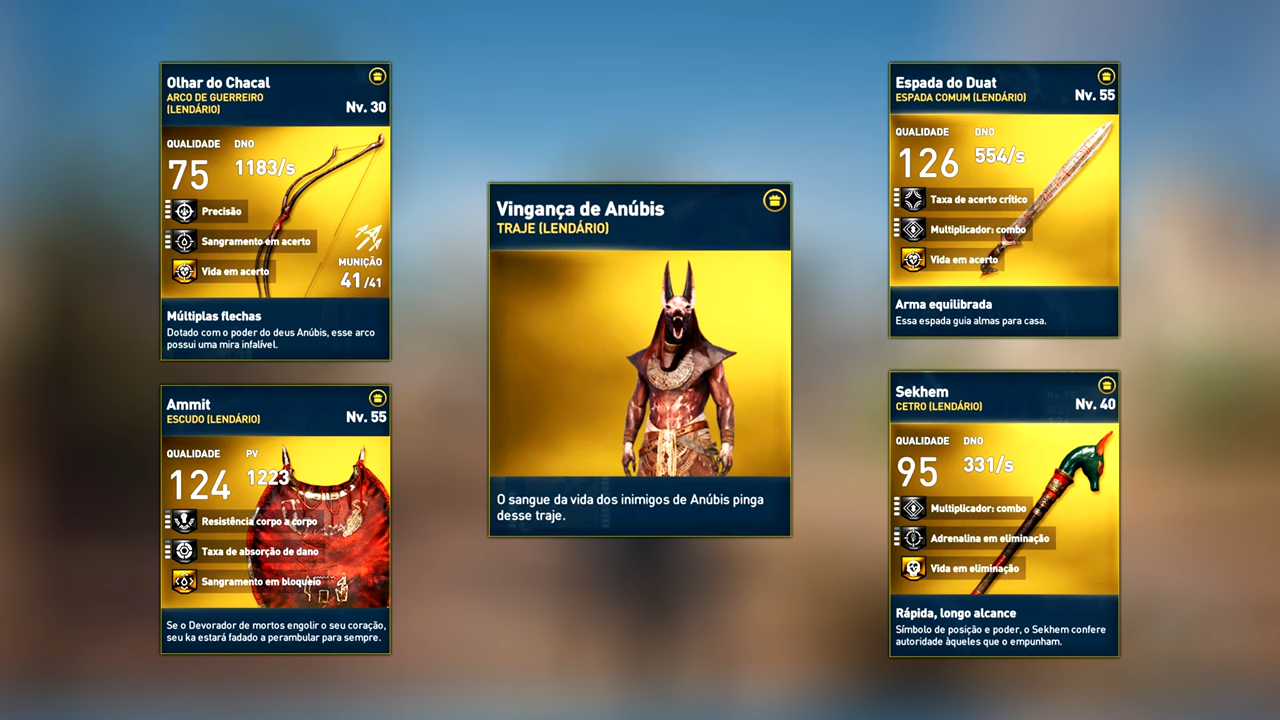 Olhar do Chacal
ARCO DE GUERREIRO
(LENDÁRIO)
Nv. 30
QUALIDADE DNO
75 1183/s
Precisão
Sangramento em acerto
Vida em acerto
MUNIÇÃO
41/41
Múltiplas flechas
Dotado com o poder do deus Anúbis, esse arco
possui uma mira infalível.
Ammit
ESCUDO (LENDÁRIO)
Nv. 55
QUALIDADE PV
124 1223
Resistência corpo a corpo
Taxa de absorção de dano
Sangramento em bloqueio
Se o Devorador de mortos engolir o seu coração,
seu ka estará fadado a perambular para sempre.
Vingança de Anúbis
TRAJE (LENDÁRIO)
O sangue da vida dos inimigos de Anúbis pinga
desse traje.
Espada do Duat
ESPADA COMUM (LENDÁRIO)
Nv. 55
QUALIDADE DNO
126 554/s
Taxa de acerto crítico
Multiplicador: combo
Vida em acerto
Arma equilibrada
Essa espada guia almas para casa.
Sekhem
CETRO (LENDÁRIO)
Nv. 40
QUALIDADE DNO
95 331/s
Multiplicador: combo
Adrenalina em eliminação
Vida em eliminação
Rápida, longo alcance
Símbolo de posição e poder, o Sekhem confere
autoridade àqueles que o empunham.